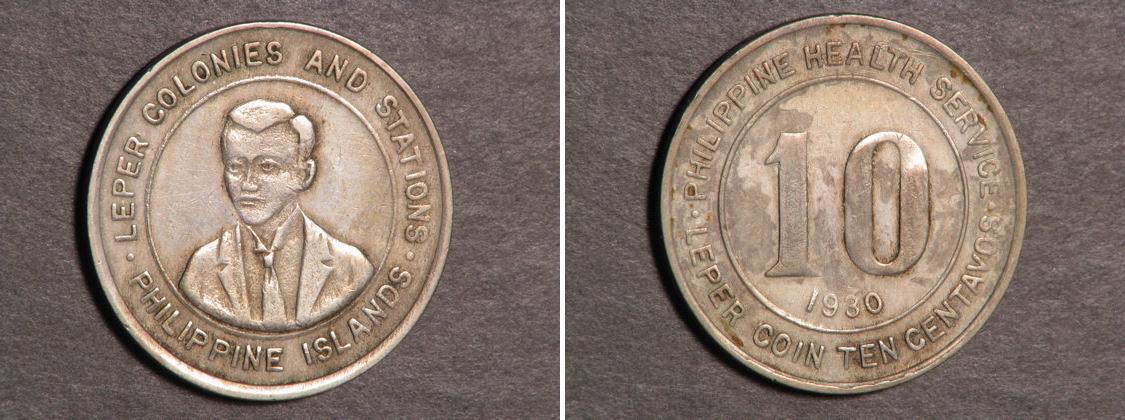 · LEPER COLONIES AND STATIONS ·
PHILIPPINE ISLANDS
· PHILIPPINE HEALTH SERVICE ·
LEPER COIN TEN CENTAVOS
10
1930